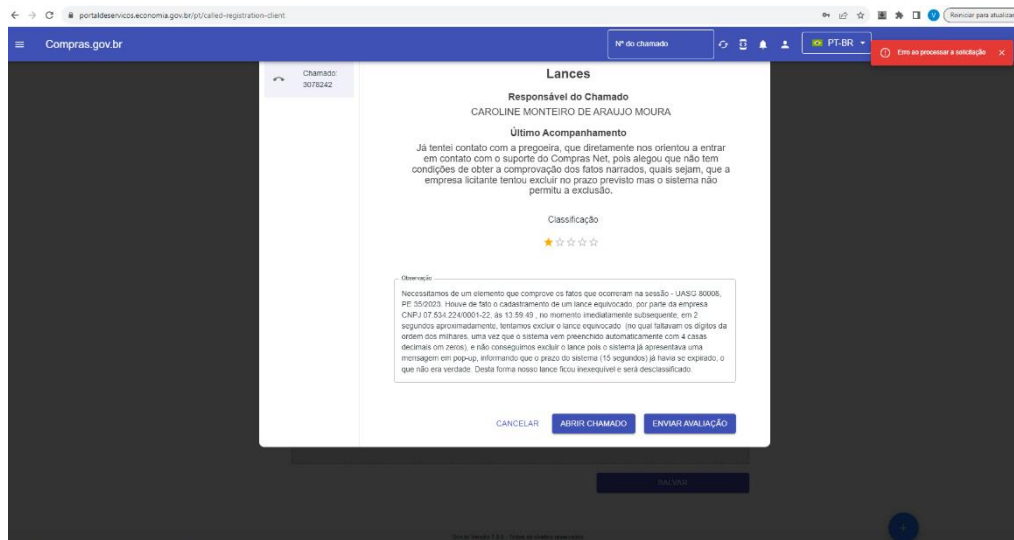 portaldeservicos.economia.gov.br/pt/called-registration-client
Reiniciar para atualizar
Compras.gov.br
Nº do chamado
PT-BR
Erro ao processar a solicitação
Chamado:
3078242
Lances
Responsável do Chamado
CAROLINE MONTEIRO DE ARAUJO MOURA
Último Acompanhamento
Já tentei contato com a pregoeira, que diretamente nos orientou a entrar
em contato com o suporte do Compras Net, pois alegou que não tem
condições de obter a comprovação dos fatos narrados, quais sejam, que a
empresa licitante tentou excluir no prazo previsto mas o sistema não
permitu a exclusão.
Classificação
Observação
Necessitamos de um elemento que comprove os fatos que ocorreram na sessão - UASG 80008,
PE 35/2023. Houve de fato o cadastramento de um lance equivocado, por parte da empresa
CNPJ 07.534.224/0001-22, às 13:59:49 , no momento imediatamente subsequente, em 2
segundos aproximadamente, tentamos excluir o lance equivocado (no qual faltavam os dígitos da
ordem dos milhares, uma vez que o sistema vem preenchido automaticamente com 4 casas
decimais om zeros), e não conseguimos excluir o lance pois o sistema já apresentava uma
mensagem em pop-up, informando que o prazo do sistema (15 segundos) já havia se expirado, o
que não era verdade. Desta forma nosso lance ficou inexequível e será desclassificado
CANCELAR
ABRIR CHAMADO
ENVIAR AVALIAÇÃO
SALVAR